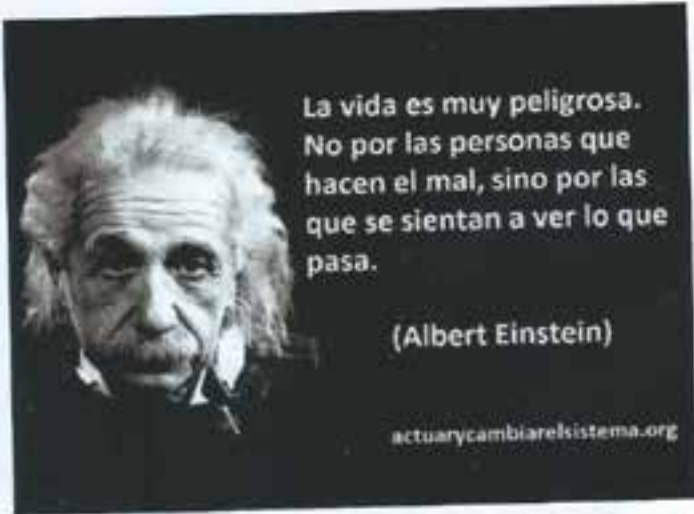 La vida es muy peligrosa.
No por las personas que
hacen el mal, sino por las
que se sientan a ver lo que
pasa.
(Albert Einstein)
actuarycambiarelsistema.org